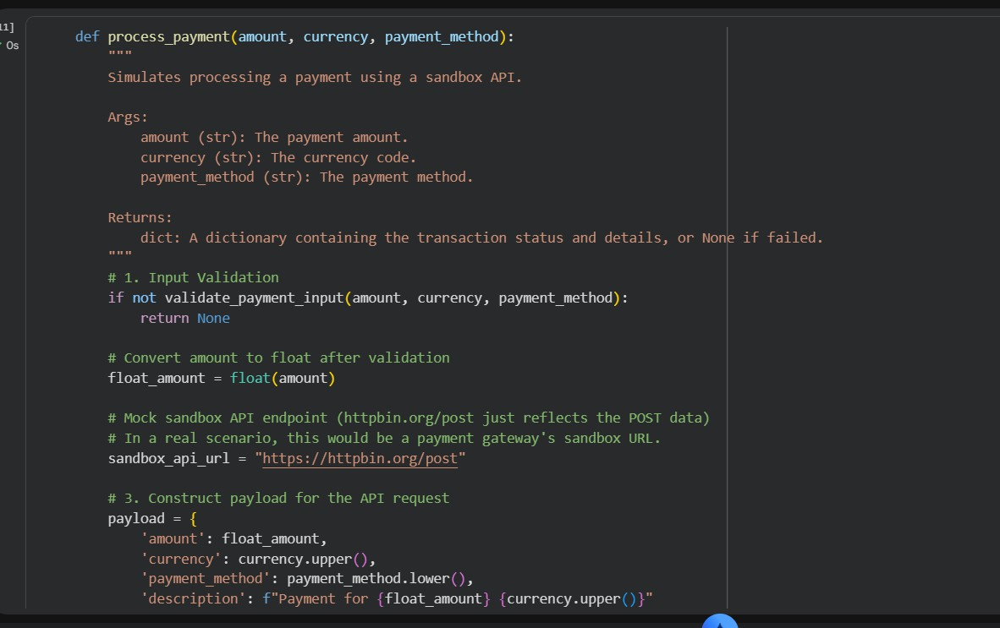 11]
0s
def process_payment(amount, currency, payment_method):
"""
Simulates processing a payment using a sandbox API.
Args:
amount (str): The payment amount.
currency (str): The currency code.
payment_method (str): The payment method.
Returns:
dict: A dictionary containing the transaction status and details, or None if failed.
"""
# 1. Input Validation
if not validate_payment_input(amount, currency, payment_method):
return None
# Convert amount to float after validation
float_amount = float(amount)
# Mock sandbox API endpoint (httpbin.org/post just reflects the POST data)
# In a real scenario, this would be a payment gateway's sandbox URL.
sandbox_api_url = "https://httpbin.org/post"
# 3. Construct payload for the API request
payload = {
'amount': float_amount,
'currency': currency.upper(),
'payment_method': payment_method.lower(),
'description': f"Payment for {float_amount} {currency.upper()}"